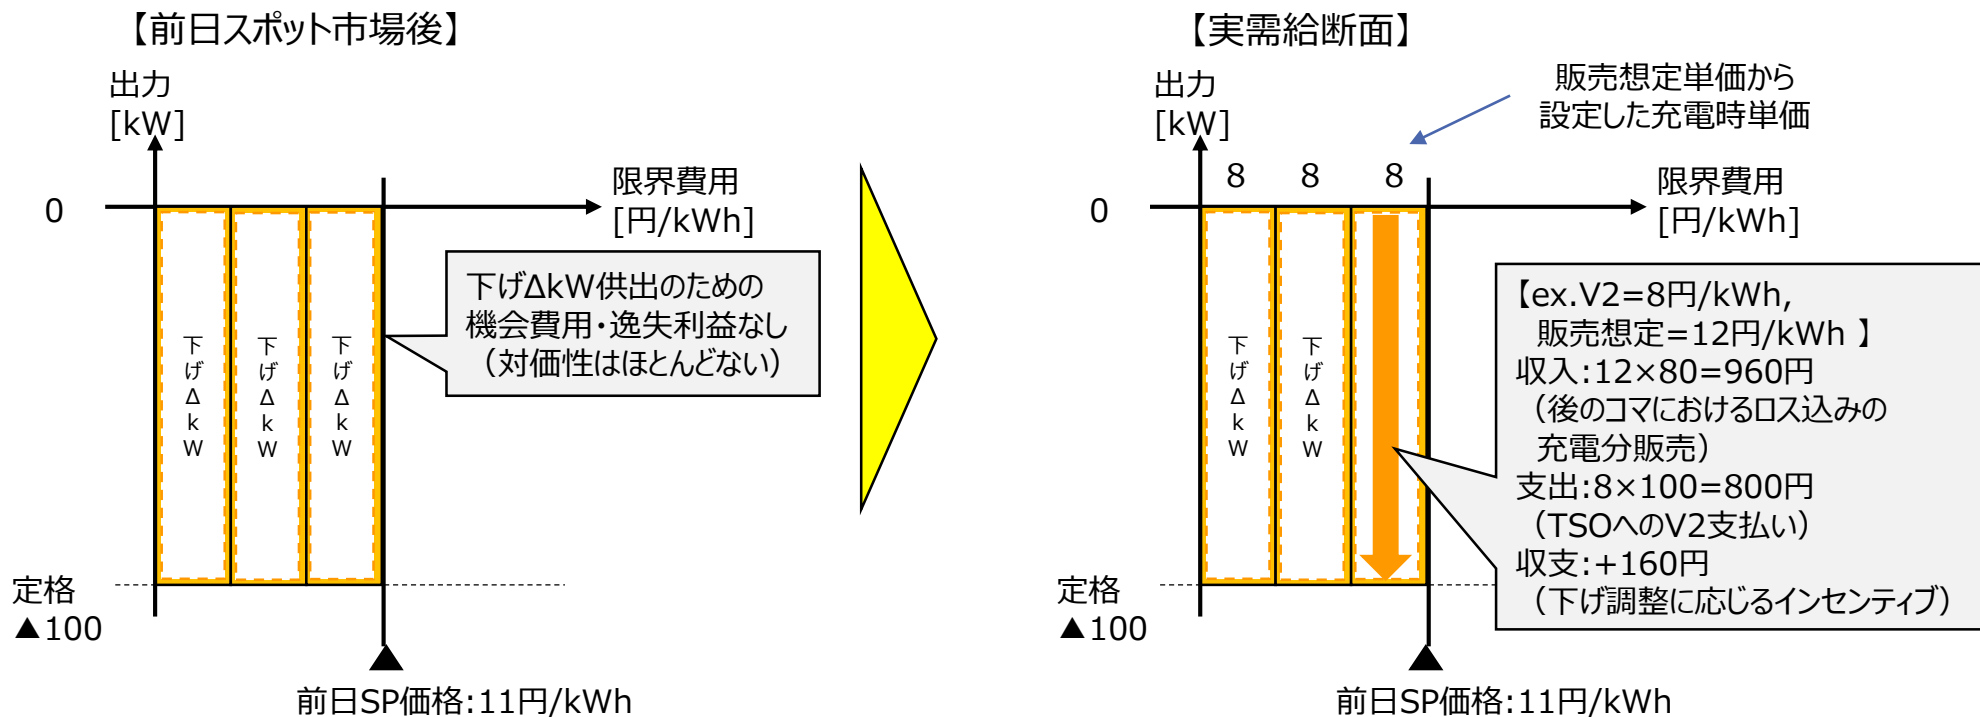 【前日スポット市場後】
出力
[kW]
0
限界費用
[円/kWh]
下げΔkW
下げΔkW
下げΔkW
下げΔkW供出のための
機会費用・逸失利益なし
（対価性はほとんどない）
定格
▲100
前日SP価格:11円/kWh
【実需給断面】
出力
[kW]
販売想定単価から
設定した充電時単価
8
8
8
0
限界費用
[円/kWh]
下げΔkW
下げΔkW
【ex.V2=8円/kWh,
販売想定=12円/kWh 】
収入:12×80=960円
（後のコマにおけるロス込みの
充電分販売）
支出:8×100=800円
（TSOへのV2支払い）
収支:+160円
（下げ調整に応じるインセンティブ）
定格
▲100
前日SP価格:11円/kWh